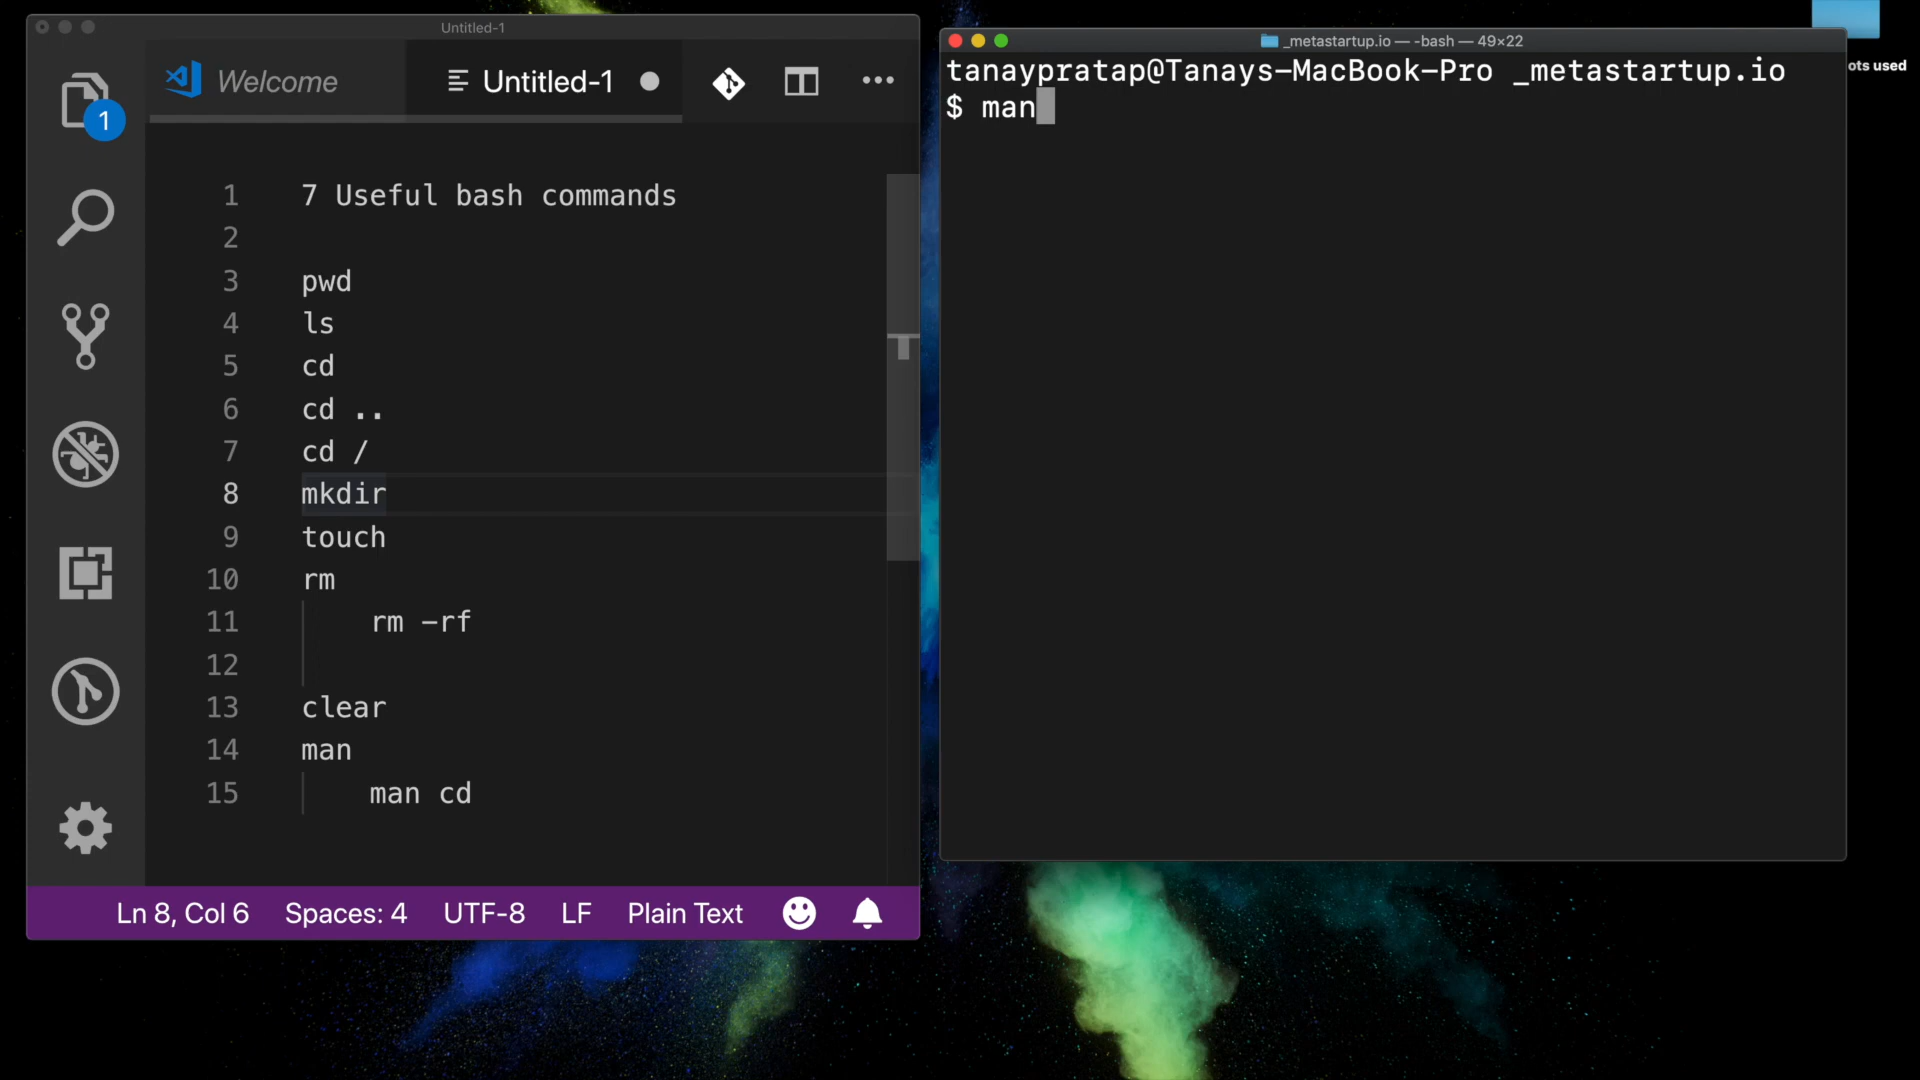 Untitled-1
Welcome
Untitled-1
1
1 7 Useful bash commands
2
3 pwd
4 ls
5 cd
6 cd ..
7 cd /
8 mkdir
9 touch
10 rm
11 rm -rf
12
13 clear
14 man
15 man cd
Ln 8, Col 6 Spaces: 4 UTF-8 LF Plain Text
_metastartup.io — -bash — 49×22
tanaypratap@Tanays-MacBook-Pro _metastartup.io
$ man
ots used